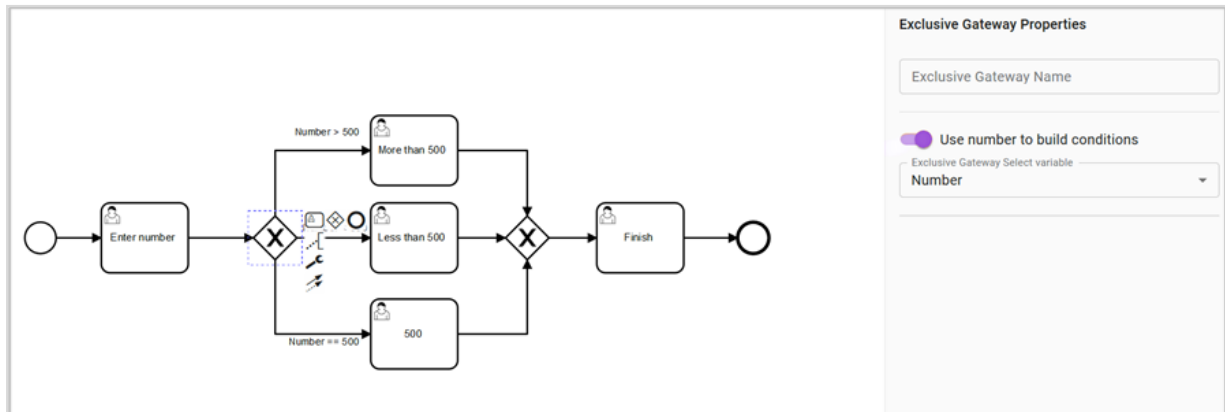 Exclusive Gateway Properties
Exclusive Gateway Name
Use number to build conditions
Exclusive Gateway Select variable
Number
Number > 500
More than 500
Enter number
Less than 500
Finish
Number == 500
500